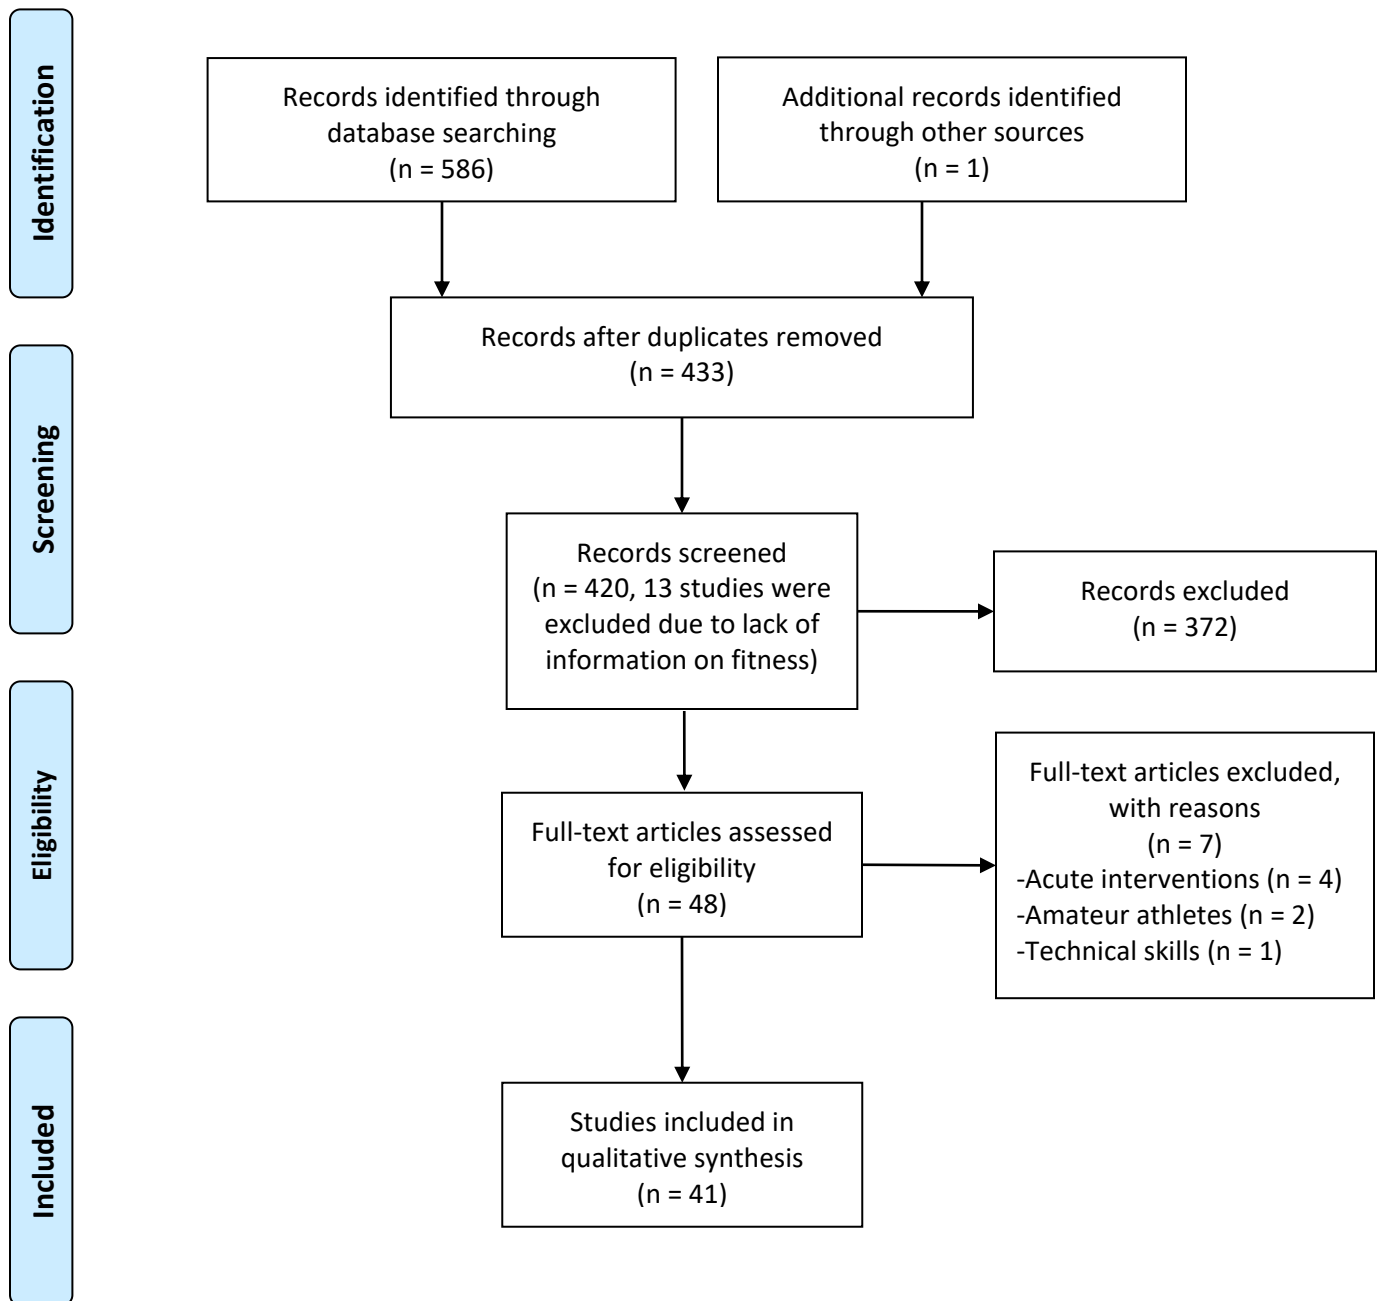 Identification
Records identified through
database searching
(n = 586)
Additional records identified
through other sources
(n = 1)
Records after duplicates removed
(n = 433)
Screening
Records screened
(n = 420, 13 studies were
excluded due to lack of
information on fitness)
Records excluded
(n = 372)
Eligibility
Full-text articles assessed
for eligibility
(n = 48)
Full-text articles excluded,
with reasons
(n = 7)
-Acute interventions (n = 4)
-Amateur athletes (n = 2)
-Technical skills (n = 1)
Included
Studies included in
qualitative synthesis
(n = 41)